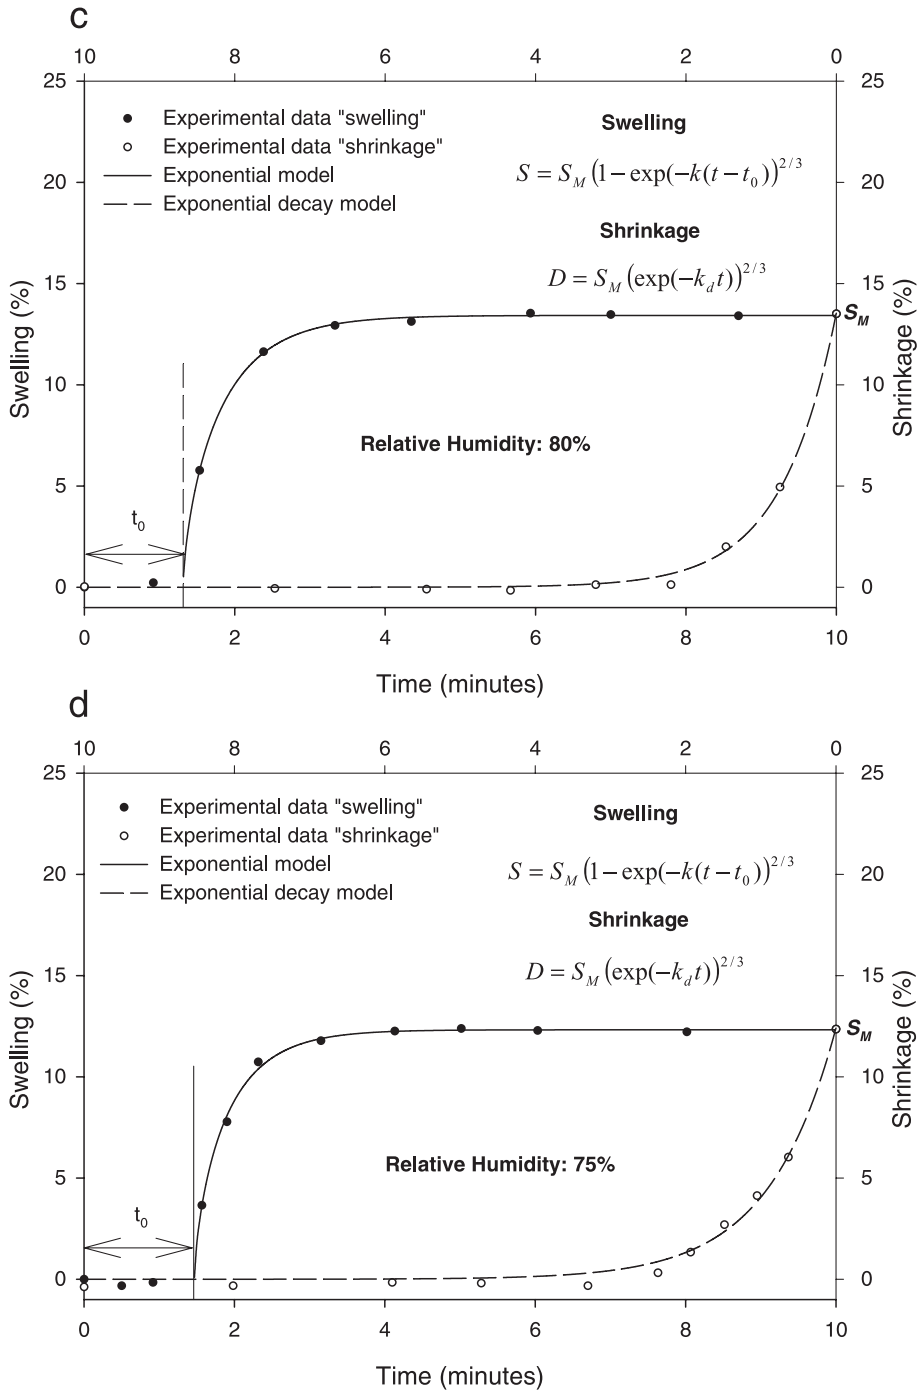 c
10 8 6 4 2 0
25 25
Experimental data "swelling"
Experimental data "shrinkage"
Exponential model
Exponential decay model
Swelling
S = S_M (1 − exp(−k(t − t_0))^{2/3}
Shrinkage
D = S_M (exp(−k_d t))^{2/3}
20 20
15 15
S_M
Swelling (%)
Shrinkage (%)
10 10
Relative Humidity: 80%
5 5
t_0
0 0
0 2 4 6 8 10
Time (minutes)
d
10 8 6 4 2 0
25 25
Experimental data "swelling"
Experimental data "shrinkage"
Exponential model
Exponential decay model
Swelling
S = S_M (1 − exp(−k(t − t_0))^{2/3}
Shrinkage
D = S_M (exp(−k_d t))^{2/3}
20 20
15 15
S_M
Swelling (%)
Shrinkage (%)
10 10
Relative Humidity: 75%
5 5
t_0
0 0
0 2 4 6 8 10
Time (minutes)